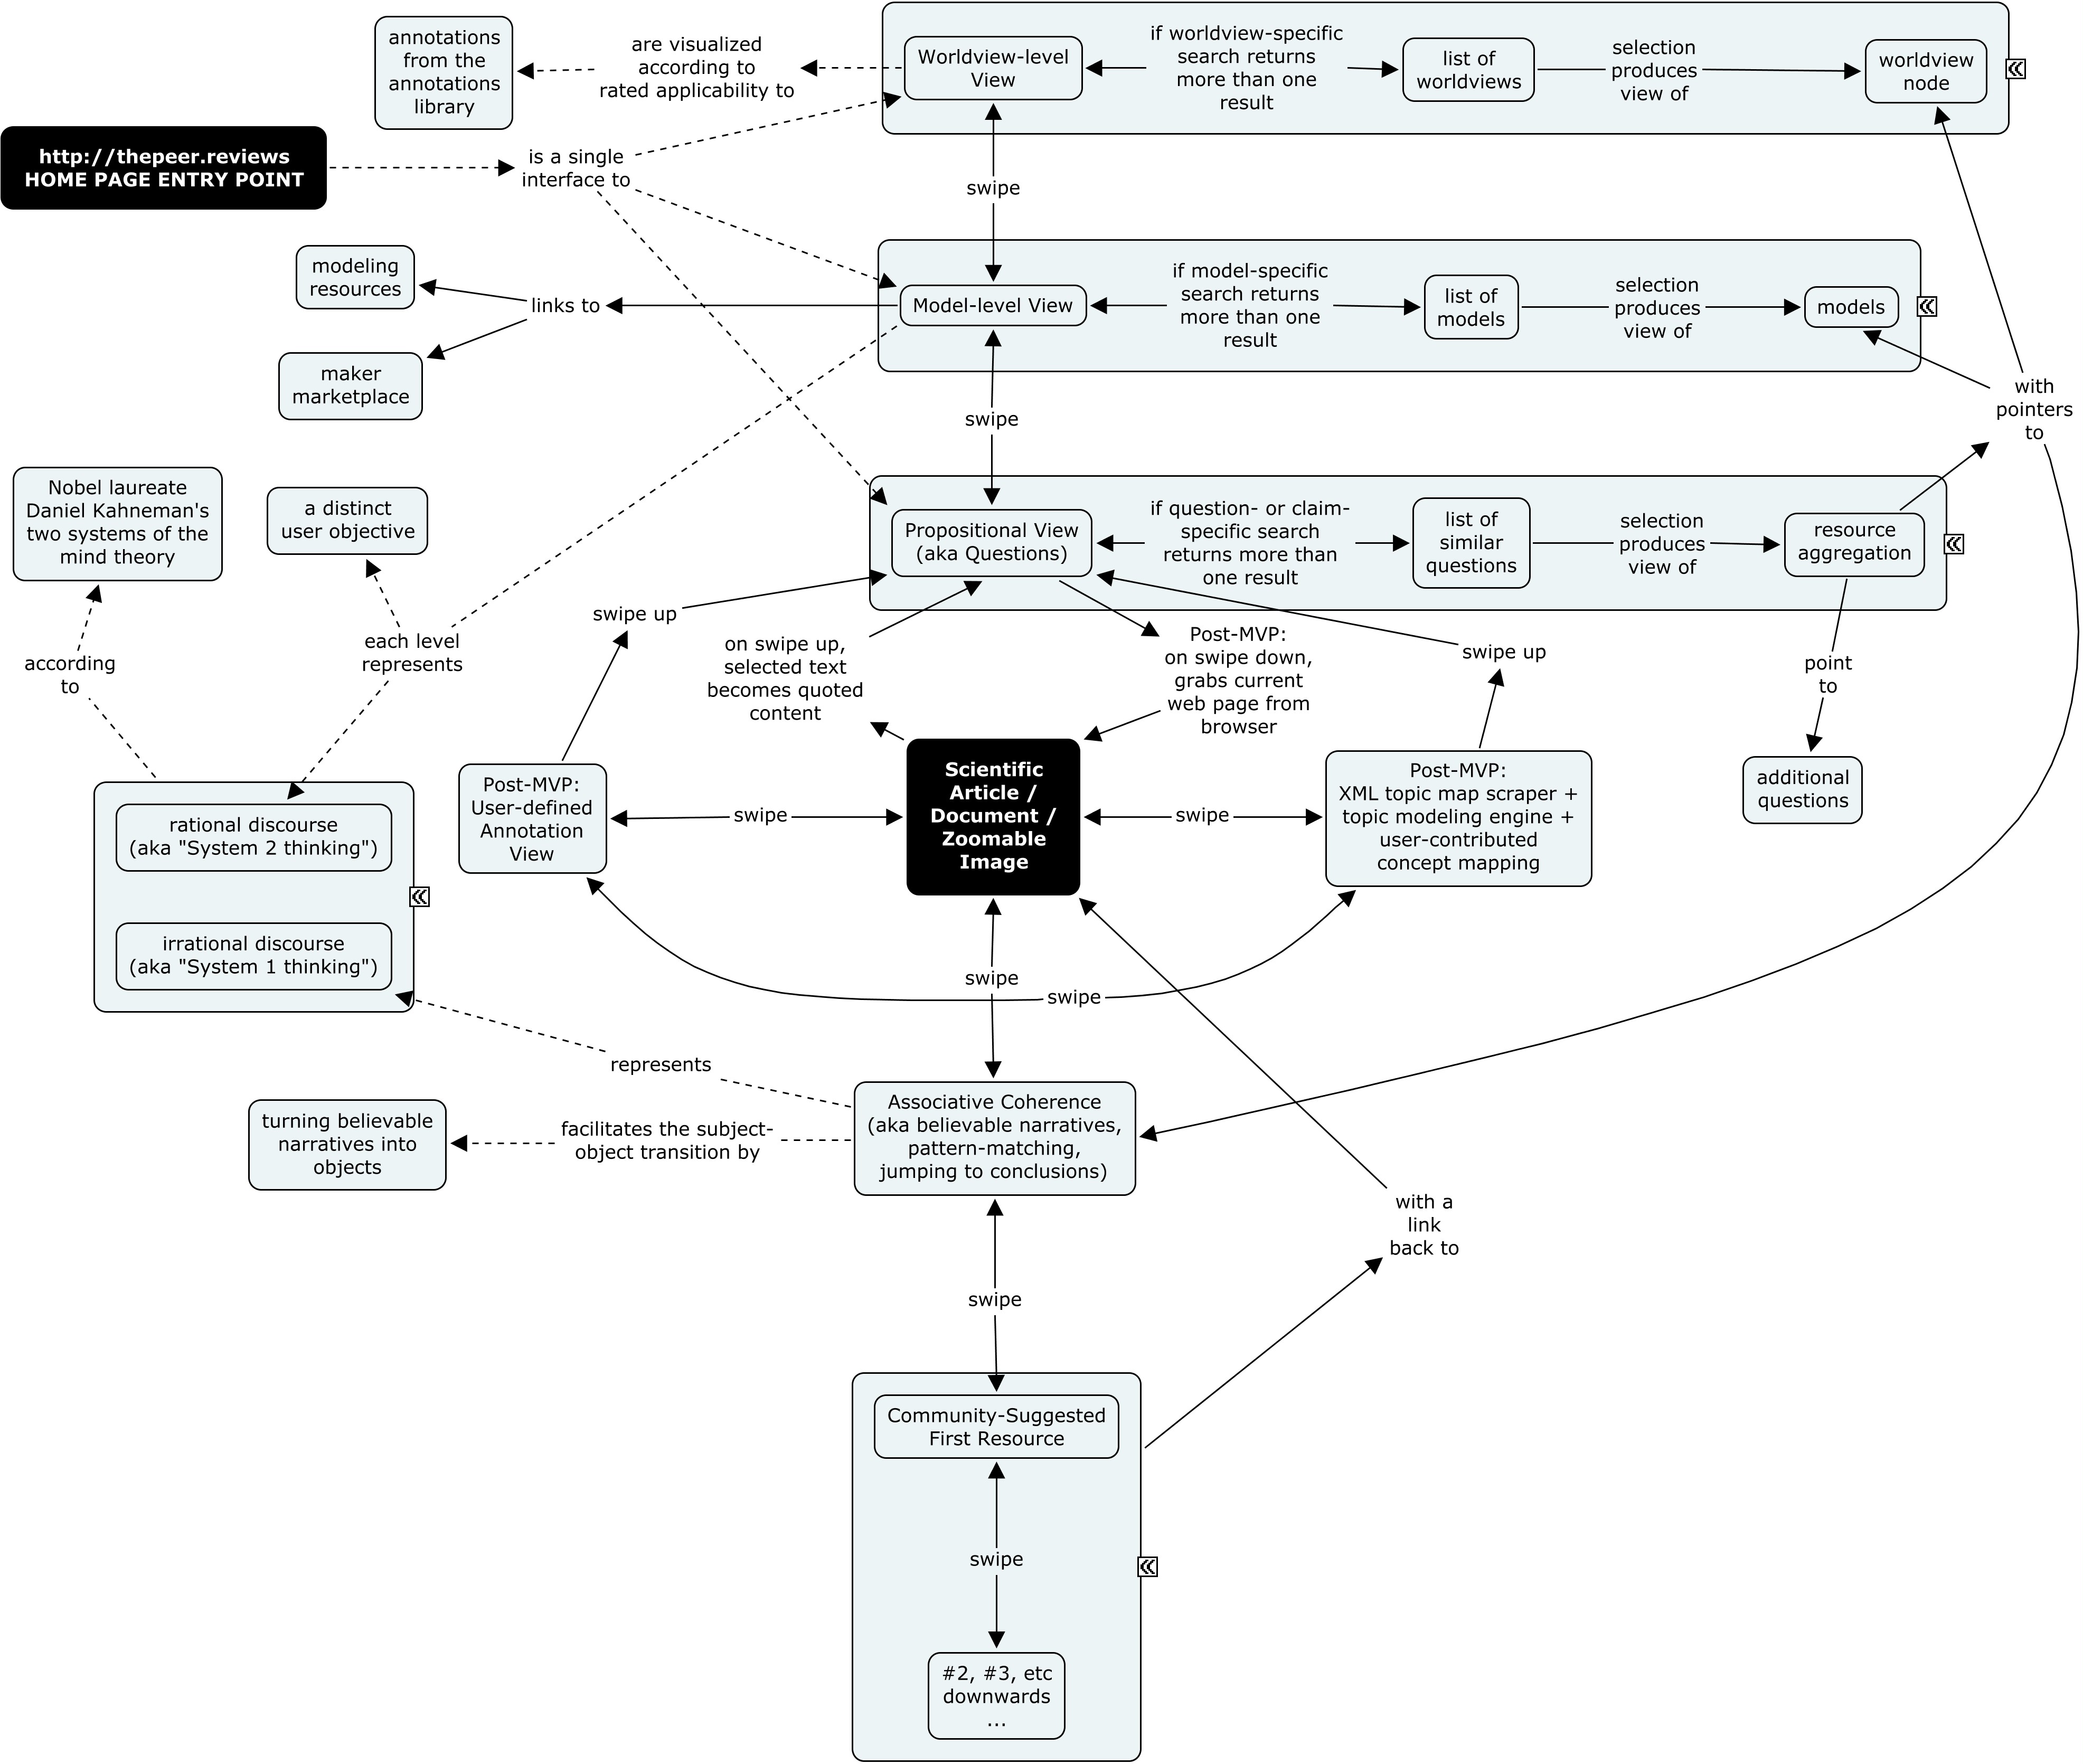 annotations
from the
annotations
library
are visualized
according to
rated applicability to
Worldview-level
View
if worldview-specific
search returns
more than one
result
list of
worldviews
selection
produces
view of
worldview
node
http://thepeer.reviews
HOME PAGE ENTRY POINT
is a single
interface to
swipe
modeling
resources
links to
maker
marketplace
Model-level View
if model-specific
search returns
more than one
result
list of
models
selection
produces
view of
models
with
pointers
to
swipe
Nobel laureate
Daniel Kahneman's
two systems of the
mind theory
a distinct
user objective
Propositional View
(aka Questions)
if question- or claim-
specific search
returns more than
one result
list of
similar
questions
selection
produces
view of
resource
aggregation
according
to
each level
represents
swipe up
on swipe up,
selected text
becomes quoted
content
Post-MVP:
on swipe down,
grabs current
web page from
browser
swipe up
point
to
additional
questions
rational discourse
(aka "System 2 thinking")
irrational discourse
(aka "System 1 thinking")
Post-MVP:
User-defined
Annotation
View
swipe
Scientific
Article /
Document /
Zoomable
Image
swipe
Post-MVP:
XML topic map scraper +
topic modeling engine +
user-contributed
concept mapping
swipe
swipe
represents
turning believable
narratives into
objects
facilitates the subject-
object transition by
Associative Coherence
(aka believable narratives,
pattern-matching,
jumping to conclusions)
with a
link
back to
swipe
Community-Suggested
First Resource
swipe
#2, #3, etc
downwards
...